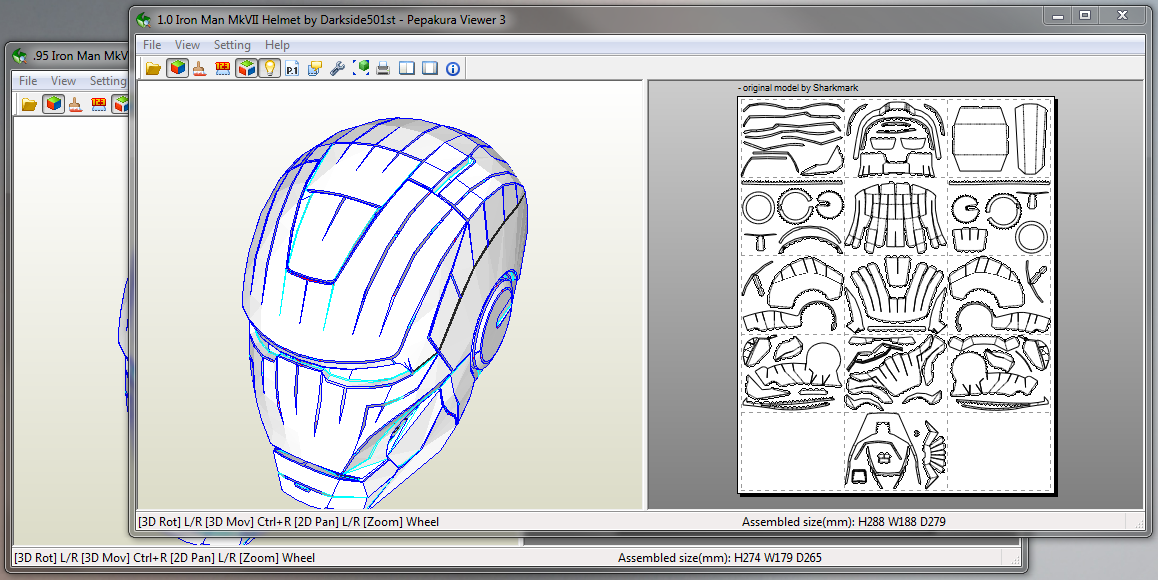 1.0 Iron Man MkVII Helmet by Darkside501st - Pepakura Viewer 3
File View Setting Help
P.1
- original model by Sharkmark
[3D Rot] L/R [3D Mov] Ctrl+R [2D Pan] L/R [Zoom] Wheel
Assembled size(mm): H288 W188 D279
.95 Iron Man MkV
File View Setting
[3D Rot] L/R [3D Mov] Ctrl+R [2D Pan] L/R [Zoom] Wheel
Assembled size(mm): H274 W179 D265